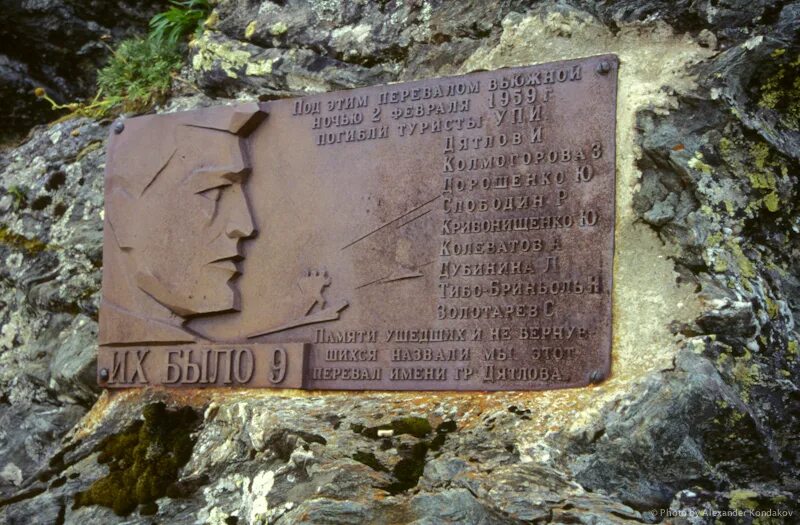 Под этим перевалом вьюжной
ночью 2 февраля 1959 г
погибли туристы УПИ
Дятлов И
Колмогорова З
Дорошенко Ю
Слободин Р
Кривонищенко Ю
Колеватов А
Дубинина Л
Тибо-Бриньоль Н
Золотарев С
Памяти ушедших и не вернув-
шихся назвали мы этот
перевал имени гр Дятлова
Их было 9
© Photo by Alexander Kondakov